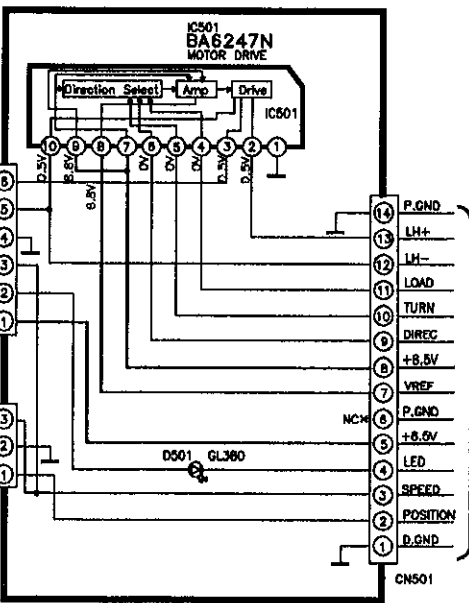 IC501
BA6247N
MOTOR DRIVE
Direction Select
Amp
Drive
IC501
10 9 8 7 6 5 4 3 2 1
0.5V
8.8V
8.8V
0V
0V
0V
0.5V
0.5V
6
5
4
3
2
1
3
2
1
14 P.GND
13 LH+
12 LH-
11 LOAD
10 TURN
9 DIREC
8 +8.5V
7 VREF
NC 6 P.GND
5 +8.5V
D501 GL380
4 LED
3 SPEED
2 POSITION
1 D.GND
CN501